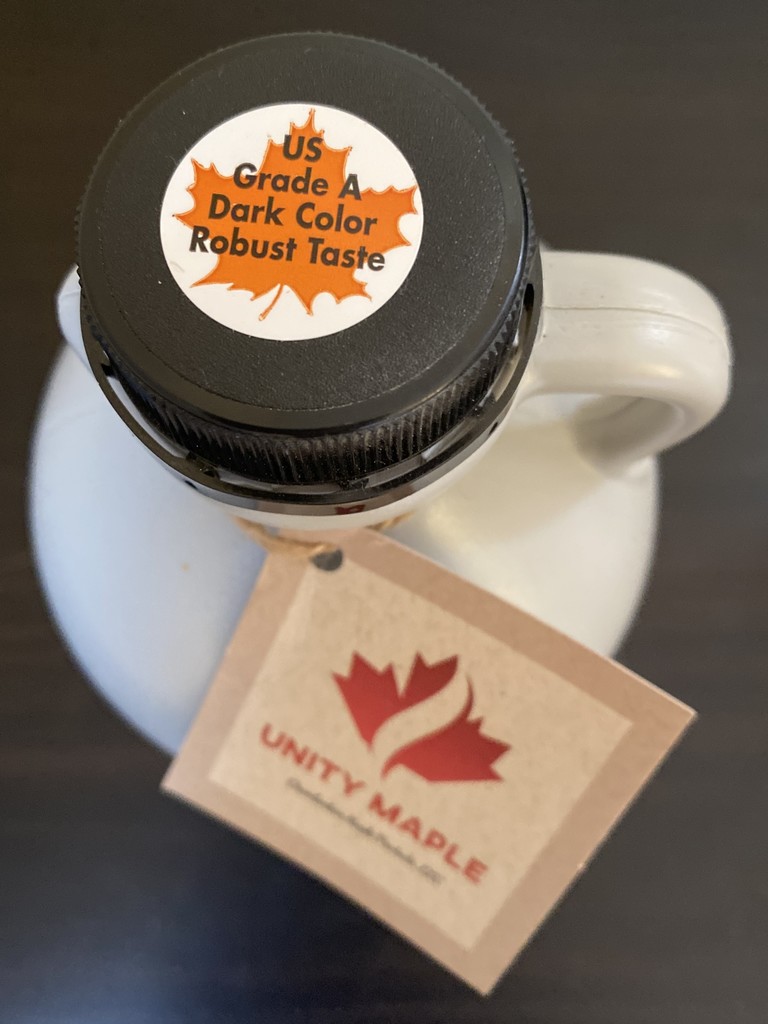 US
Grade A
Dark Color
Robust Taste
UNITY MAPLE